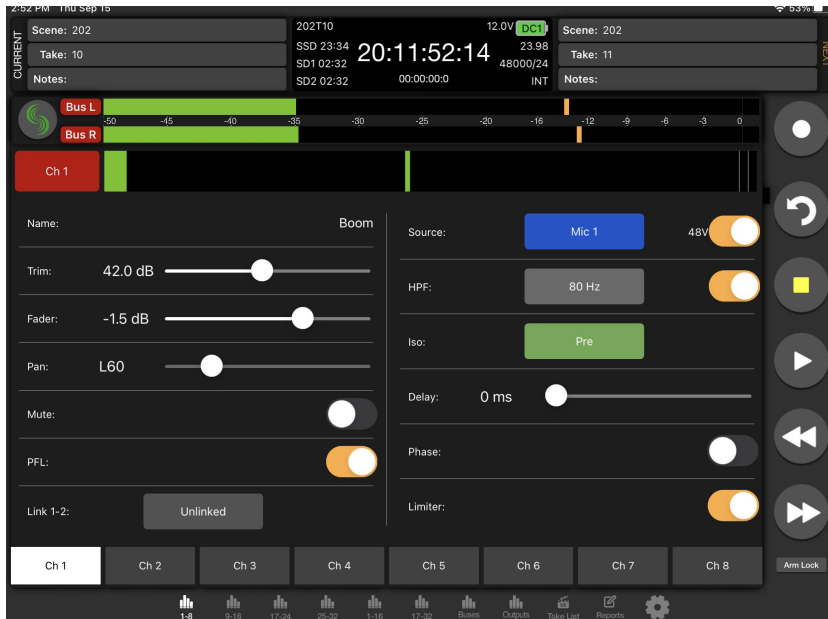 2:52 PM Thu Sep 15
53%
CURRENT
Scene: 202
Take: 10
Notes:
202T10
12.0V DC1
SSD 23:34
20:11:52:14
23.98
SD1 02:32
48000/24
SD2 02:32
00:00:00:0
INT
Scene: 202
Take: 11
Notes:
NEXT
Bus L
-50 -45 -40 -35 -30 -25 -20 -16 -12 -9 -6 -3 0
Bus R
Ch 1
Name: Boom
Trim: 42.0 dB
Fader: -1.5 dB
Pan: L60
Mute:
PFL:
Link 1-2: Unlinked
Source: Mic 1 48V
HPF: 80 Hz
Iso: Pre
Delay: 0 ms
Phase:
Limiter:
Ch 1 Ch 2 Ch 3 Ch 4 Ch 5 Ch 6 Ch 7 Ch 8
Arm Lock
1-8 9-16 17-24 25-32 1-16 17-32 Buses Outputs Take List Reports